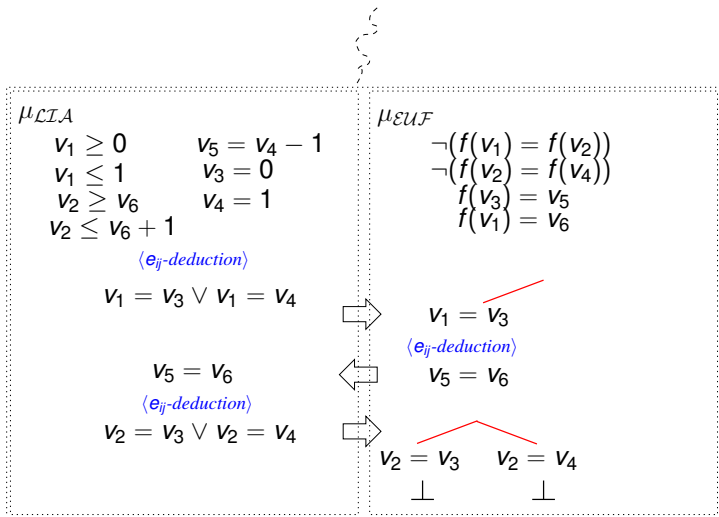 μ_LIA
v₁ ≥ 0 v₅ = v₄ − 1
v₁ ≤ 1 v₃ = 0
v₂ ≥ v₆ v₄ = 1
v₂ ≤ v₆ + 1
⟨e_ij-deduction⟩
v₁ = v₃ ∨ v₁ = v₄
v₅ = v₆
⟨e_ij-deduction⟩
v₂ = v₃ ∨ v₂ = v₄
μ_EUF
¬(f(v₁) = f(v₂))
¬(f(v₂) = f(v₄))
f(v₃) = v₅
f(v₁) = v₆
v₁ = v₃
⟨e_ij-deduction⟩
v₅ = v₆
v₂ = v₃ v₂ = v₄
⊥ ⊥